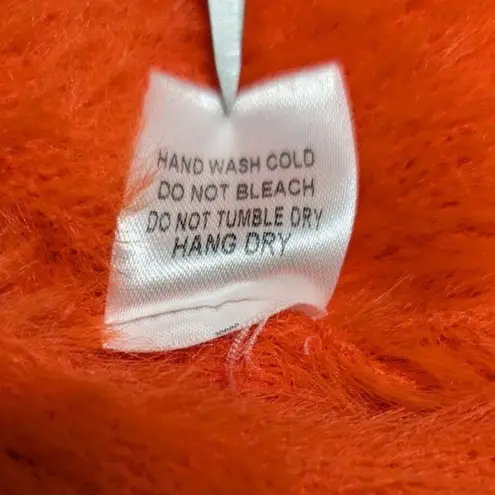 HAND WASH COLD
DO NOT BLEACH
DO NOT TUMBLE DRY
HANG DRY